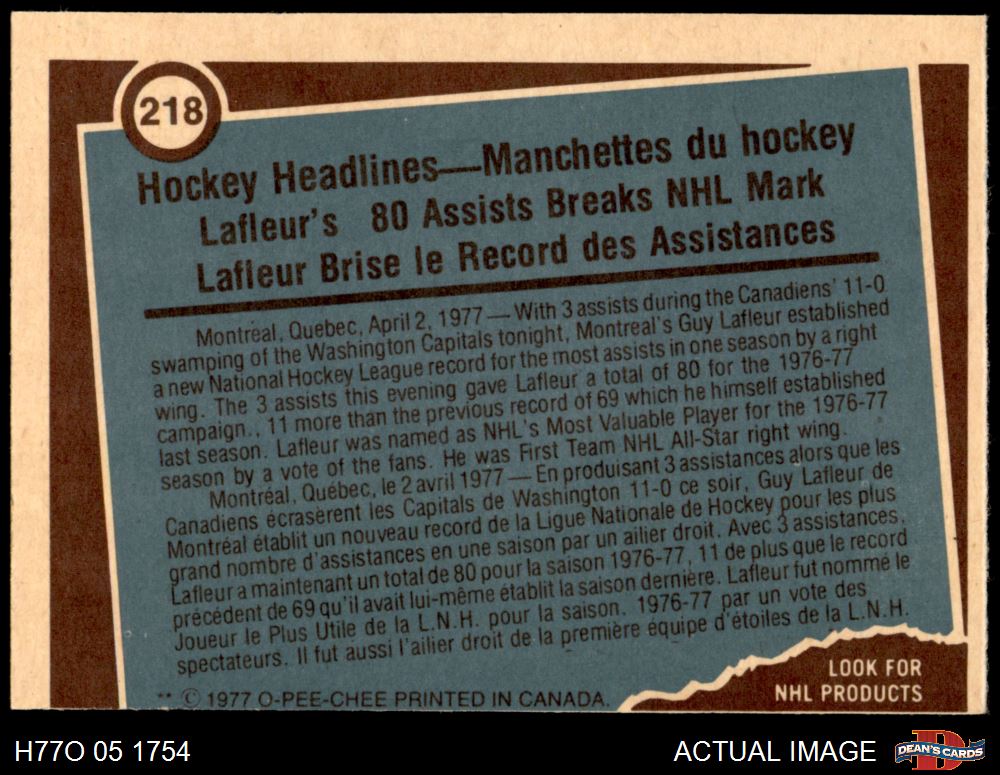 218
Hockey Headlines—Manchettes du hockey
Lafleur's 80 Assists Breaks NHL Mark
Lafleur Brise le Record des Assistances
Montréal, Quebec, April 2, 1977 — With 3 assists during the Canadiens' 11-0
swamping of the Washington Capitals tonight, Montreal's Guy Lafleur established
a new National Hockey League record for the most assists in one season by a right
wing. The 3 assists this evening gave Lafleur a total of 80 for the 1976-77
campaign., 11 more than the previous record of 69 which he himself established
last season. Lafleur was named as NHL's Most Valuable Player for the 1976-77
season by a vote of the fans. He was First Team NHL All-Star right wing.
Montréal, Québec, le 2 avril 1977 — En produisant 3 assistances alors que les
Canadiens écrasèrent les Capitals de Washington 11-0 ce soir, Guy Lafleur de
Montréal établit un nouveau record de la Ligue Nationale de Hockey pour les plus
grand nombre d'assistances en une saison par un ailier droit. Avec 3 assistances,
Lafleur a maintenant un total de 80 pour la saison 1976-77, 11 de plus que le record
précédent de 69 qu'il avait lui-même établit la saison dernière. Lafleur fut nommé le
Joueur le Plus Utile de la L.N.H. pour la saison. 1976-77 par un vote des
spectateurs. Il fut aussi l'ailier droit de la première équipe d'étoiles de la L.N.H.
** © 1977 O-PEE-CHEE PRINTED IN CANADA.
LOOK FOR
NHL PRODUCTS
H77O 05 1754
ACTUAL IMAGE
DEAN'S CARDS